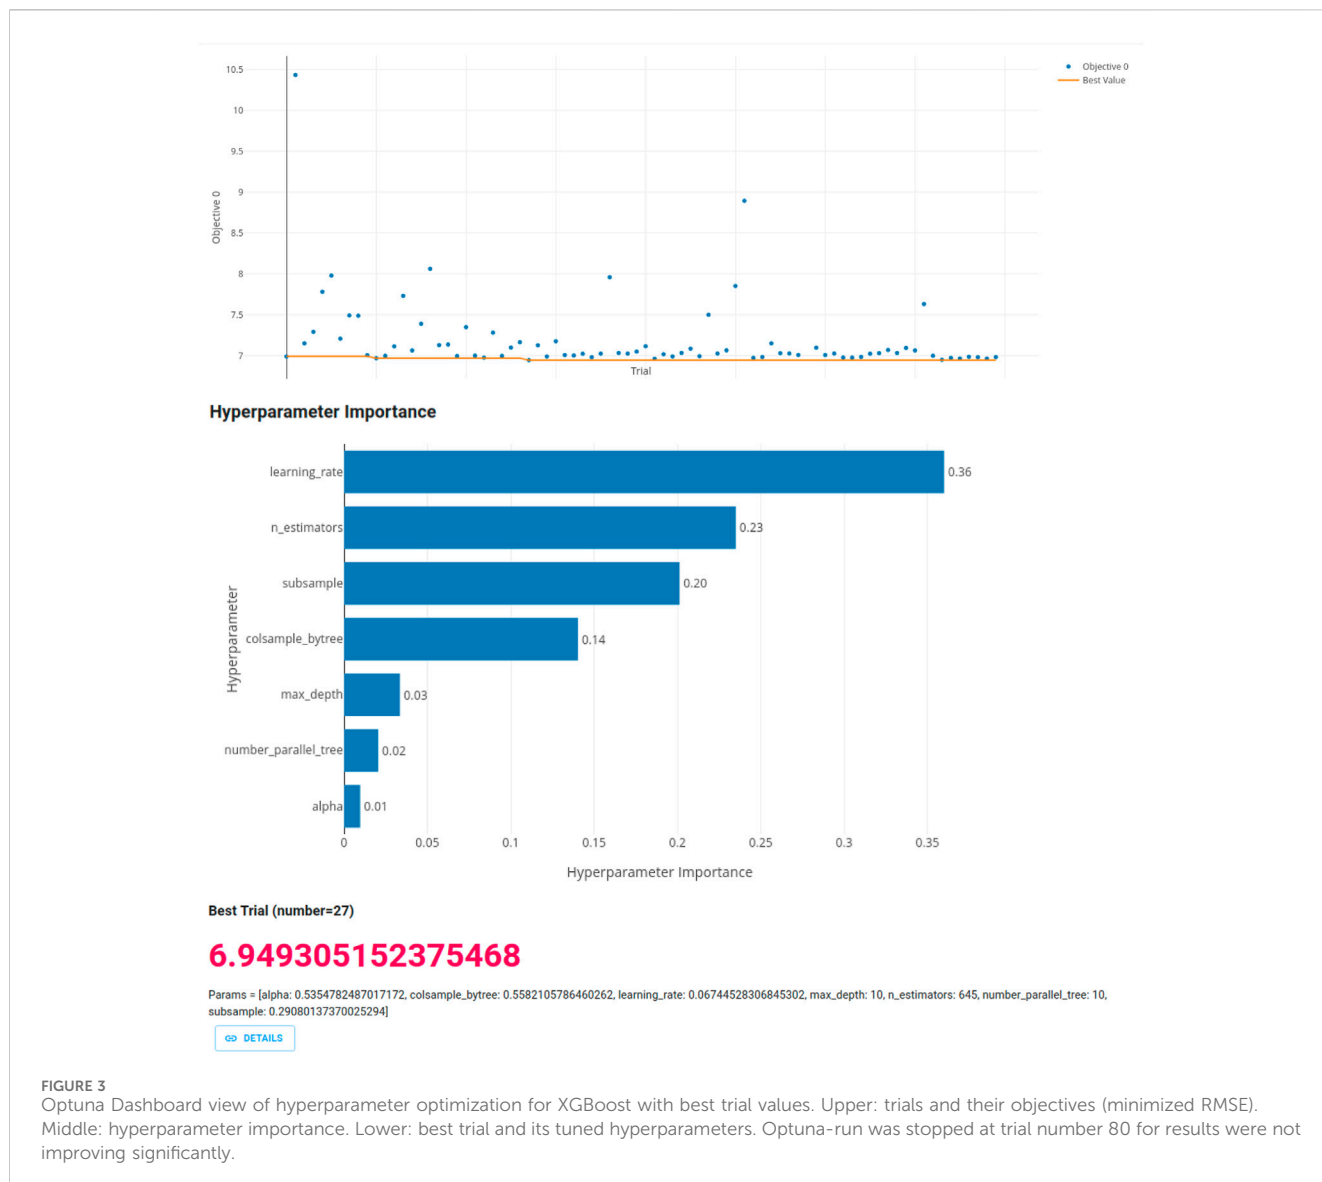 10.5
10
9.5
9
8.5
8
7.5
7
Objective 0
Trial
Objective 0
Best Value
Hyperparameter Importance
learning_rate
n_estimators
subsample
colsample_bytree
max_depth
number_parallel_tree
alpha
Hyperparameter
0.36
0.23
0.20
0.14
0.03
0.02
0.01
0
0.05
0.1
0.15
0.2
0.25
0.3
0.35
Hyperparameter Importance
Best Trial (number=27)
6.949305152375468
Params = [alpha: 0.5354782487017172, colsample_bytree: 0.5582105786460262, learning_rate: 0.06744528306845302, max_depth: 10, n_estimators: 645, number_parallel_tree: 10,
subsample: 0.29080137370025294]
DETAILS
FIGURE 3
Optuna Dashboard view of hyperparameter optimization for XGBoost with best trial values. Upper: trials and their objectives (minimized RMSE).
Middle: hyperparameter importance. Lower: best trial and its tuned hyperparameters. Optuna-run was stopped at trial number 80 for results were not
improving significantly.